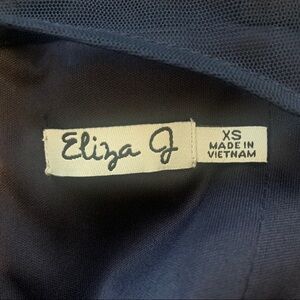 Eliza J
XS
MADE IN
VIETNAM